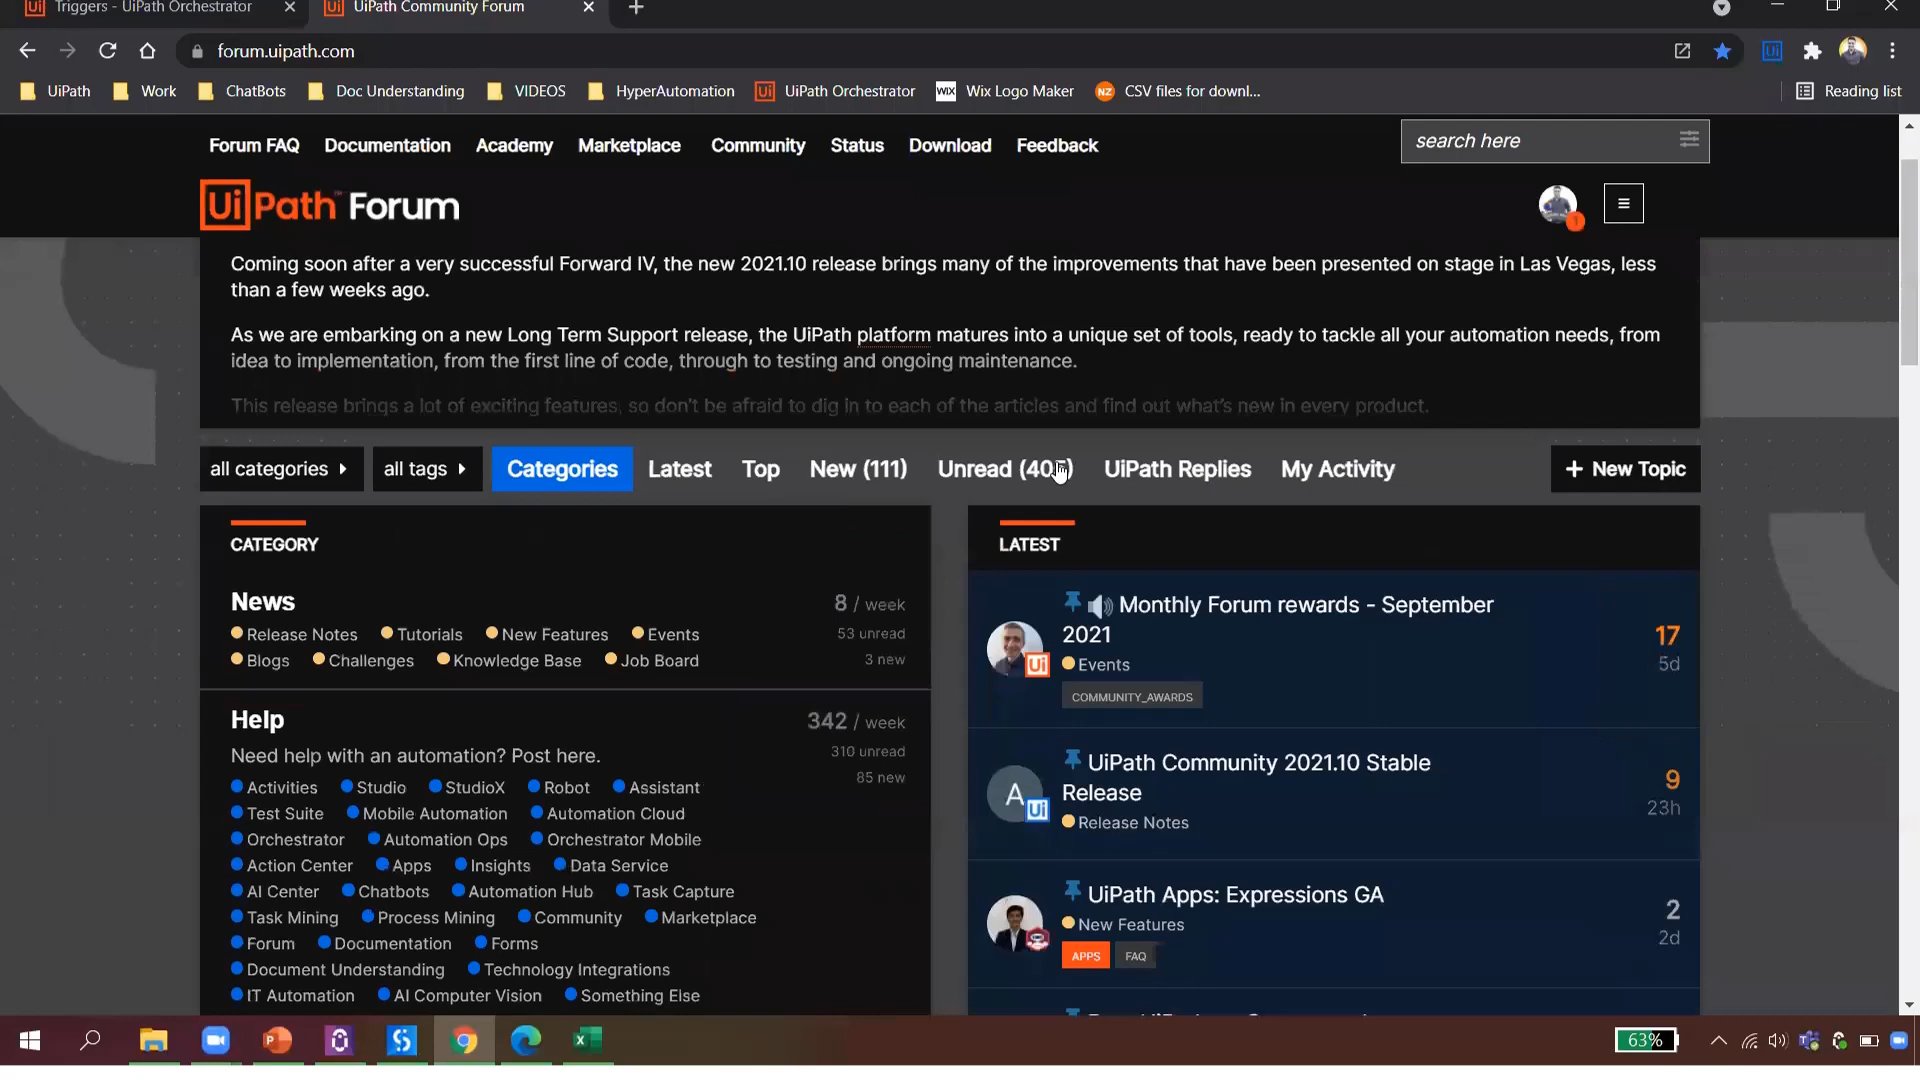 Triggers - UiPath Orchestrator
UiPath Community Forum
forum.uipath.com
UiPath Work ChatBots Doc Understanding VIDEOS HyperAutomation UiPath Orchestrator WIX Wix Logo Maker NZ CSV files for downl... Reading list
Forum FAQ Documentation Academy Marketplace Community Status Download Feedback
search here
UiPath Forum
1
Coming soon after a very successful Forward IV, the new 2021.10 release brings many of the improvements that have been presented on stage in Las Vegas, less
than a few weeks ago.
As we are embarking on a new Long Term Support release, the UiPath platform matures into a unique set of tools, ready to tackle all your automation needs, from
idea to implementation, from the first line of code, through to testing and ongoing maintenance.
This release brings a lot of exciting features, so don't be afraid to dig in to each of the articles and find out what's new in every product.
all categories all tags Categories Latest Top New (111) Unread UiPath Replies My Activity + New Topic
CATEGORY
News
8 / week
Release Notes Tutorials New Features Events
53 unread
Blogs Challenges Knowledge Base Job Board
3 new
Help
342 / week
Need help with an automation? Post here.
310 unread
85 new
Activities Studio StudioX Robot Assistant
Test Suite Mobile Automation Automation Cloud
Orchestrator Automation Ops Orchestrator Mobile
Action Center Apps Insights Data Service
AI Center Chatbots Automation Hub Task Capture
Task Mining Process Mining Community Marketplace
Forum Documentation Forms
Document Understanding Technology Integrations
IT Automation AI Computer Vision Something Else
LATEST
Monthly Forum rewards - September
2021
17
5d
Events
COMMUNITY_AWARDS
UiPath Community 2021.10 Stable
Release
9
23h
A
Release Notes
UiPath Apps: Expressions GA
2
2d
New Features
APPS FAQ
63%